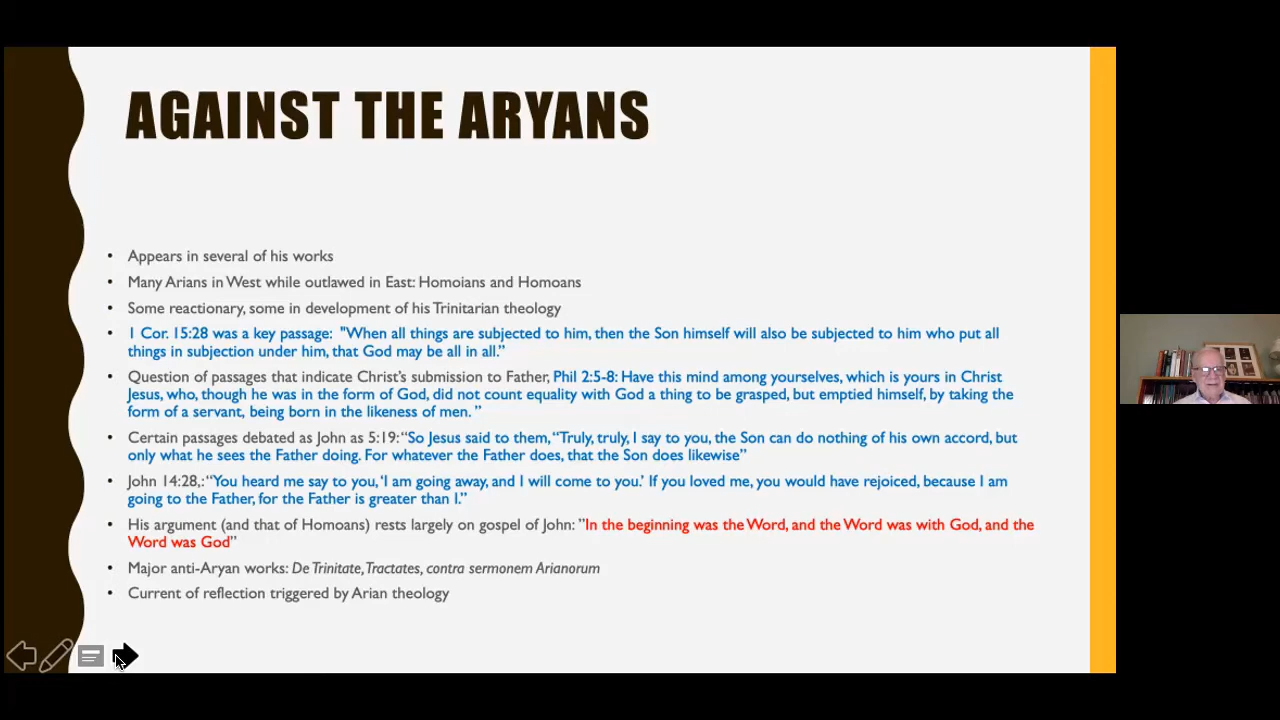 AGAINST THE ARYANS
• Appears in several of his works
• Many Arians in West while outlawed in East: Homoians and Homoans
• Some reactionary, some in development of his Trinitarian theology
• 1 Cor. 15:28 was a key passage:  "When all things are subjected to him, then the Son himself will also be subjected to him who put all
things in subjection under him, that God may be all in all.”
• Question of passages that indicate Christ’s submission to Father, Phil 2:5-8: Have this mind among yourselves, which is yours in Christ
Jesus, who, though he was in the form of God, did not count equality with God a thing to be grasped, but emptied himself, by taking the
form of a servant, being born in the likeness of men. ”
• Certain passages debated as John as 5:19: “So Jesus said to them, “Truly, truly, I say to you, the Son can do nothing of his own accord, but
only what he sees the Father doing. For whatever the Father does, that the Son does likewise”
• John 14:28,: “You heard me say to you, ‘I am going away, and I will come to you.’ If you loved me, you would have rejoiced, because I am
going to the Father, for the Father is greater than I.”
• His argument (and that of Homoans) rests largely on gospel of John: ”In the beginning was the Word, and the Word was with God, and the
Word was God”
• Major anti-Aryan works: De Trinitate, Tractates, contra sermonem Arianorum
• Current of reflection triggered by Arian theology